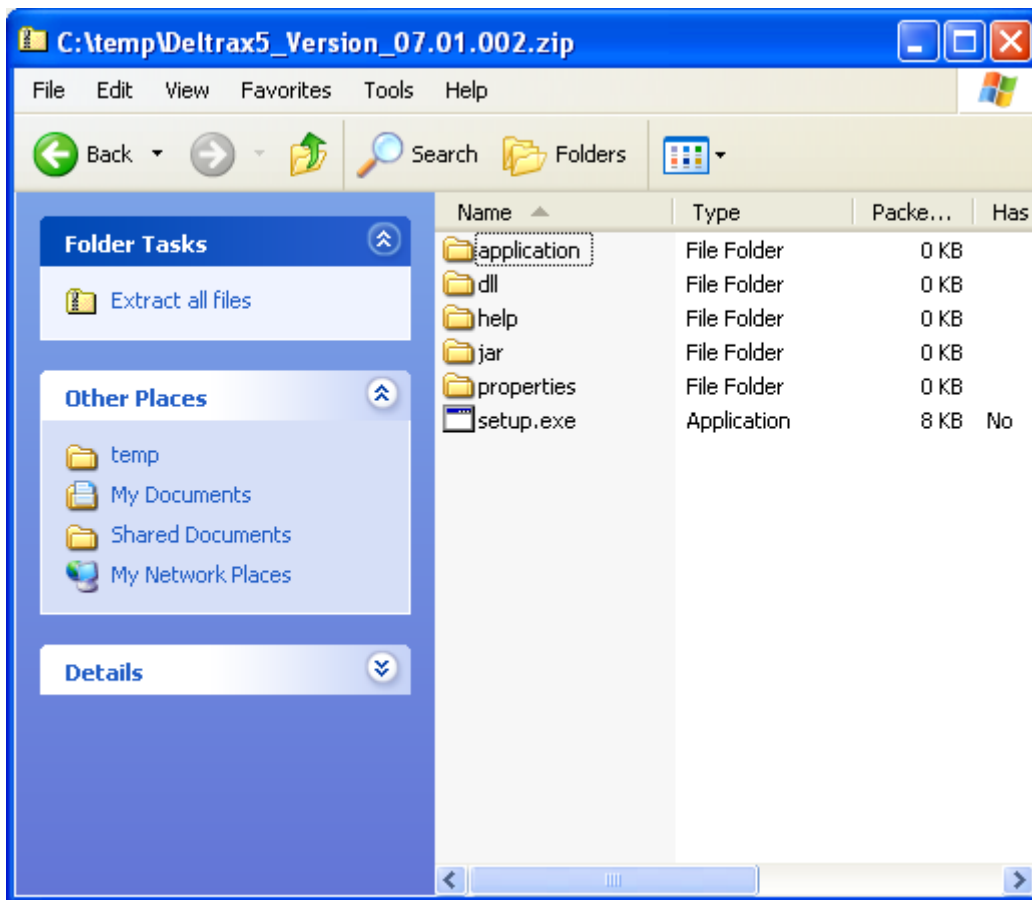 C:\temp\Deltrax5_Version_07.01.002.zip
File Edit View Favorites Tools Help
Back Search Folders
Folder Tasks
Extract all files
Other Places
temp
My Documents
Shared Documents
My Network Places
Details
Name Type Packe... Has
application File Folder 0 KB
dll File Folder 0 KB
help File Folder 0 KB
jar File Folder 0 KB
properties File Folder 0 KB
setup.exe Application 8 KB No